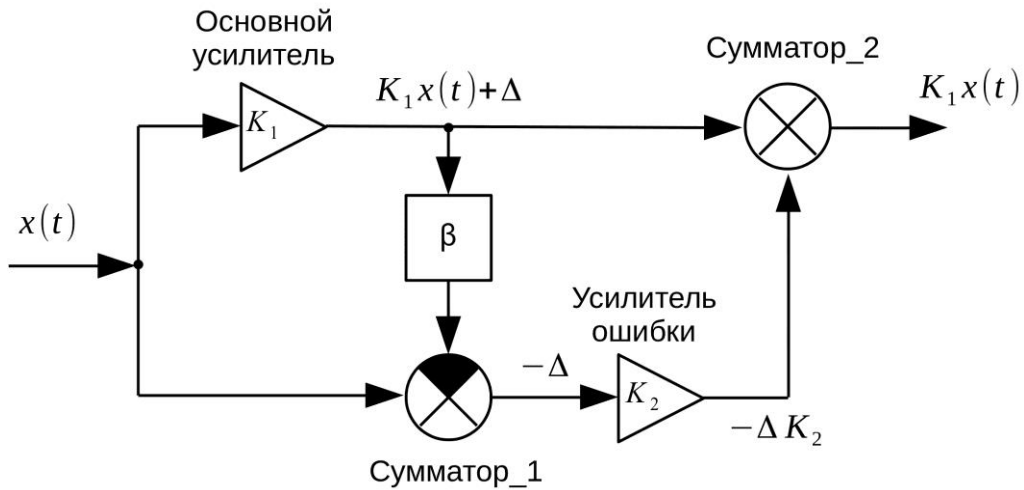 Основной
усилитель
Сумматор_2
K₁x(t)+Δ
K₁x(t)
K₁
x(t)
β
Усилитель
ошибки
−Δ
K₂
−ΔK₂
Сумматор_1